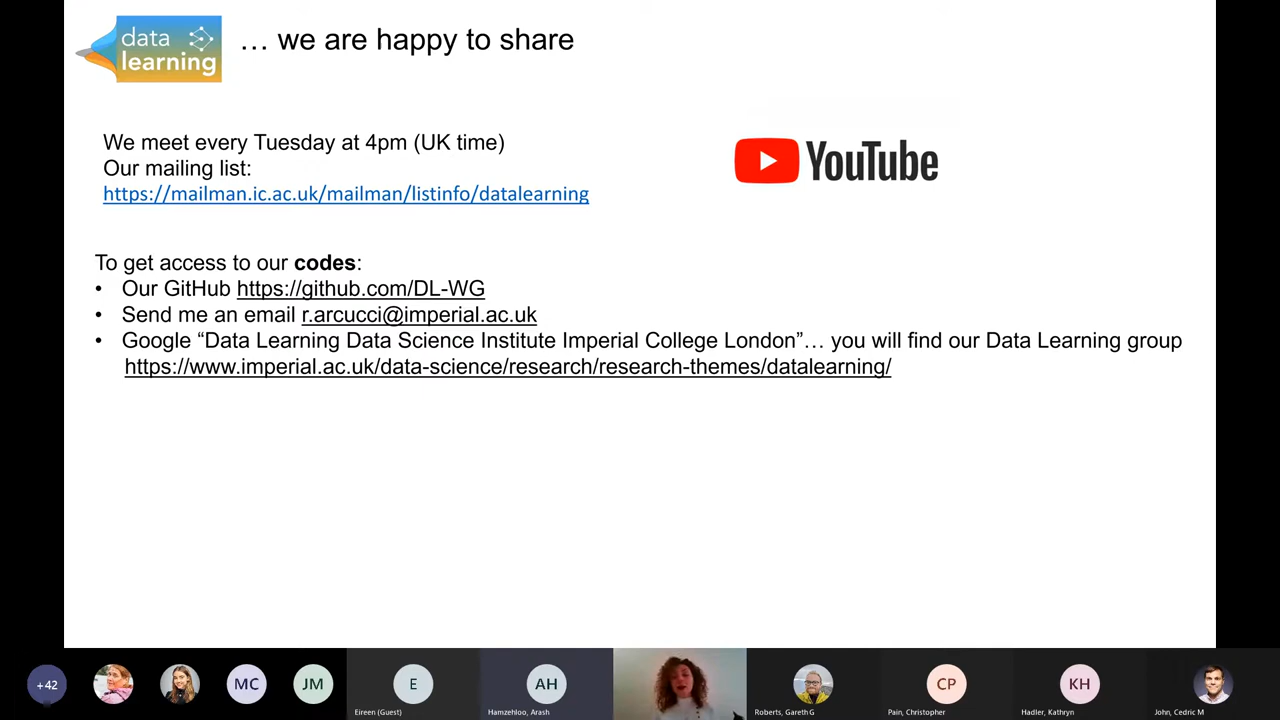 data
learning
… we are happy to share
We meet every Tuesday at 4pm (UK time)
Our mailing list:
https://mailman.ic.ac.uk/mailman/listinfo/datalearning
YouTube
To get access to our codes:
• Our GitHub https://github.com/DL-WG
• Send me an email r.arcucci@imperial.ac.uk
• Google “Data Learning Data Science Institute Imperial College London”… you will find our Data Learning group
https://www.imperial.ac.uk/data-science/research/research-themes/datalearning/
+42
MC
JM
E
Eireen (Guest)
AH
Hamzehloo, Arash
Roberts, Gareth G
CP
Pain, Christopher
KH
Hadler, Kathryn
John, Cedric M